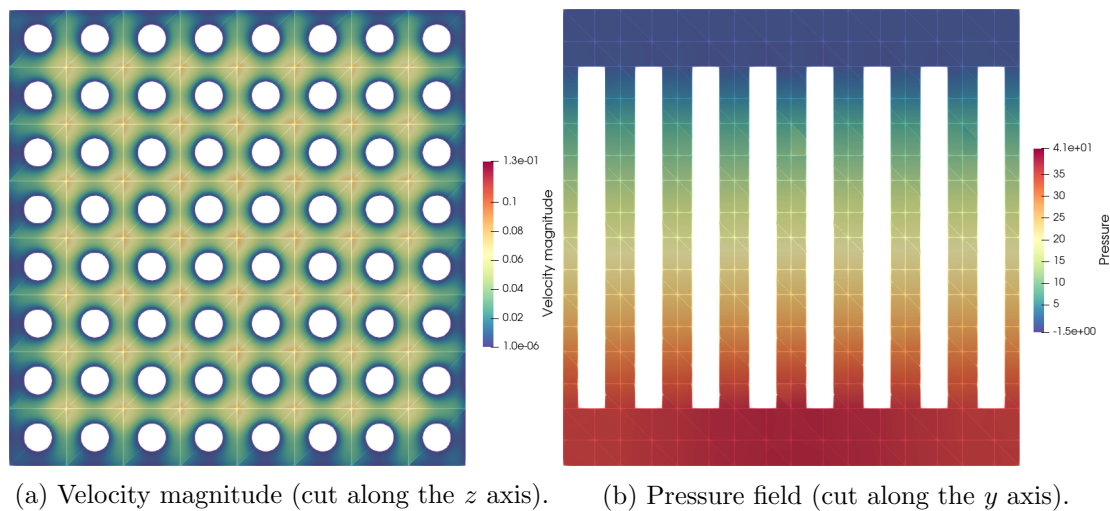 1.3e-01
0.1
0.08
0.06
0.04
0.02
1.0e-06
Velocity magnitude
4.1e+01
35
30
25
20
15
10
5
-1.5e+00
Pressure
(a) Velocity magnitude (cut along the z axis).
(b) Pressure field (cut along the y axis).